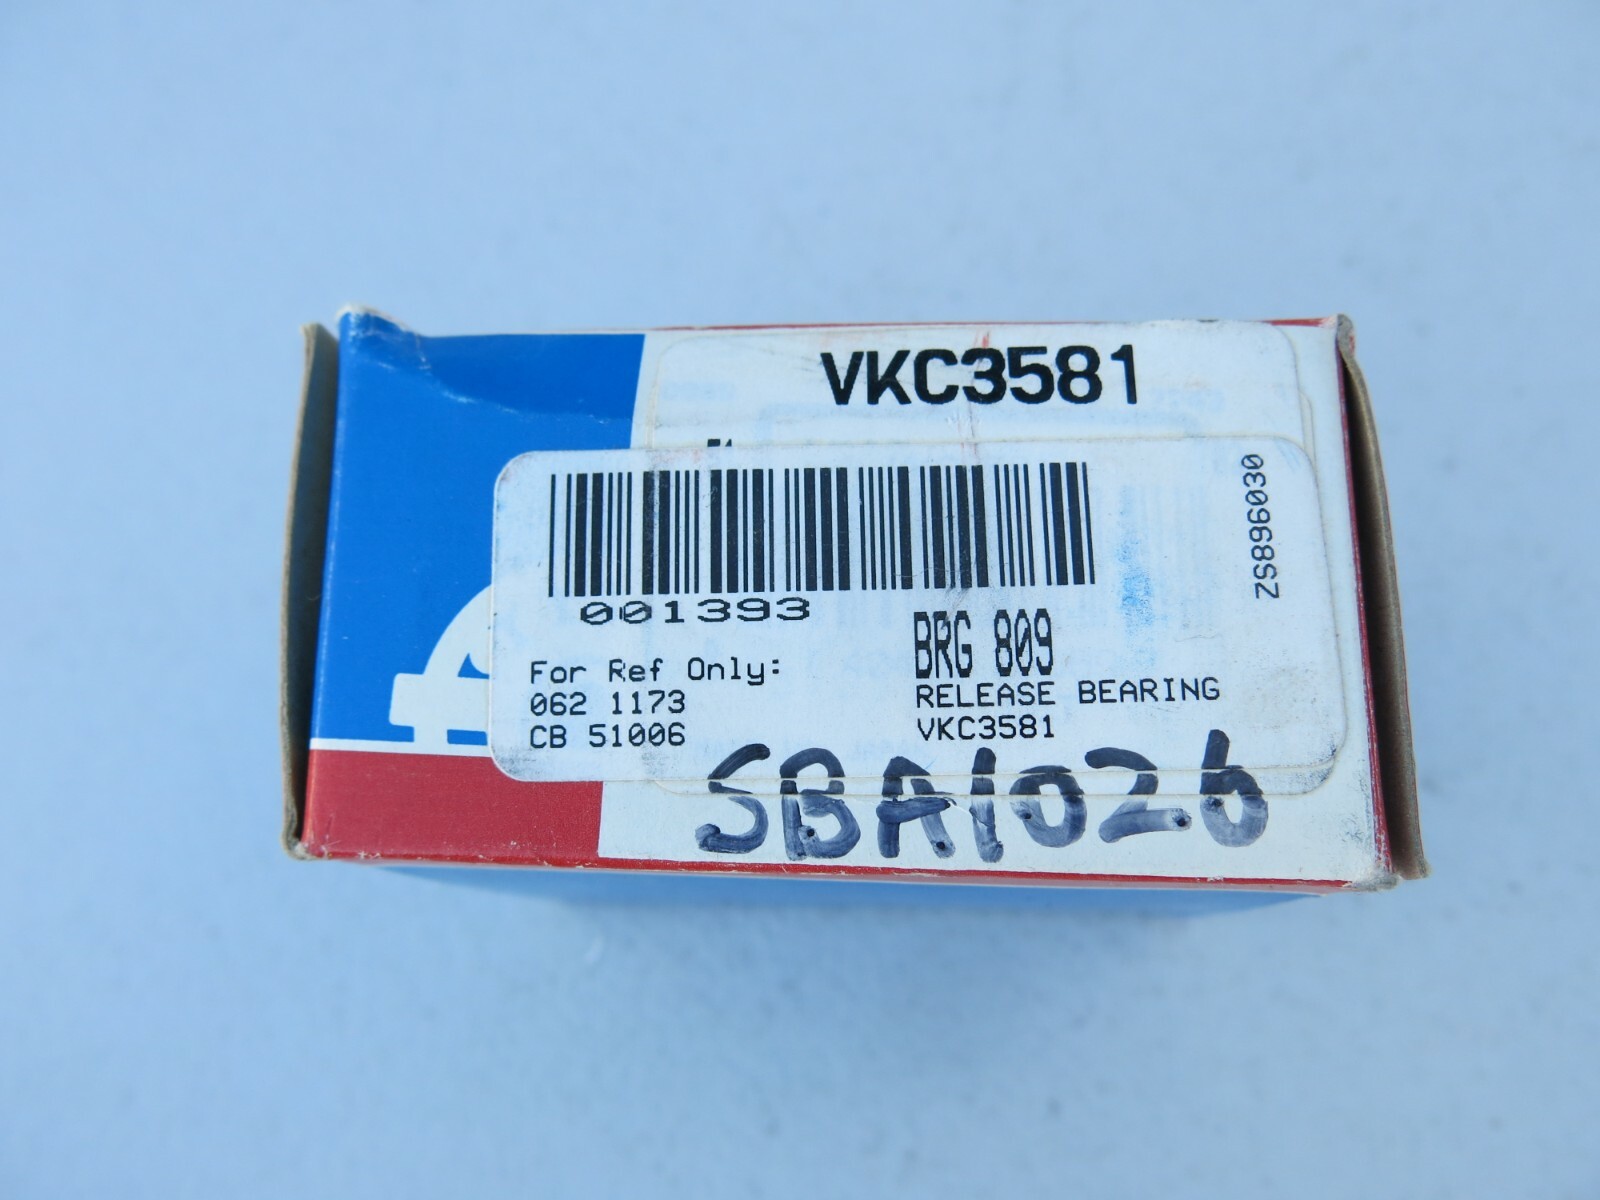 VKC3581
ZS896030
001393
BRG 809
For Ref Only:
RELEASE BEARING
062 1173
VKC3581
CB 51006
SBA1026